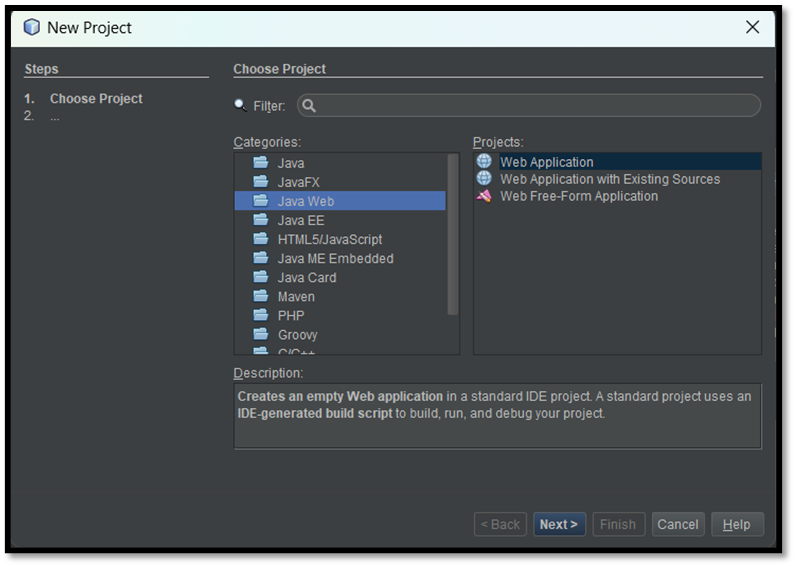 New Project
Steps
1. Choose Project
2. ...
Choose Project
Filter:
Categories:
Java
JavaFX
Java Web
Java EE
HTML5/JavaScript
Java ME Embedded
Java Card
Maven
PHP
Groovy
C/C++
Projects:
Web Application
Web Application with Existing Sources
Web Free-Form Application
Description:
Creates an empty Web application in a standard IDE project. A standard project uses an
IDE-generated build script to build, run, and debug your project.
< Back
Next >
Finish
Cancel
Help